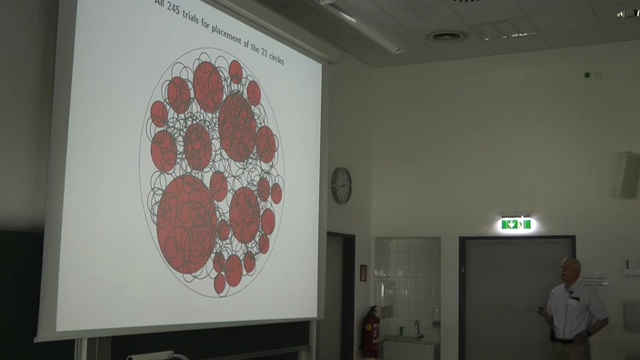 All 245 trials for placement of the 21 circles